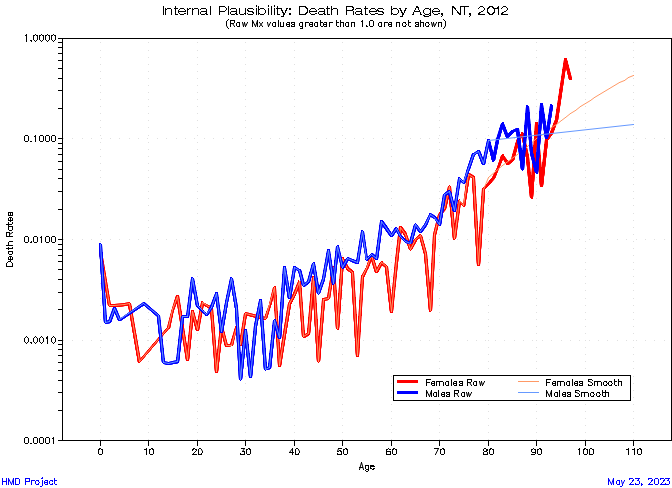 Internal Plausibility: Death Rates by Age, NT, 2012
(Raw Mx values greater than 1.0 are not shown)
1.0000
0.1000
0.0100
0.0010
0.0001
Death Rates
0 10 20 30 40 50 60 70 80 90 100 110
Age
Females Raw Females Smooth
Males Raw Males Smooth
HMD Project May 23, 2023